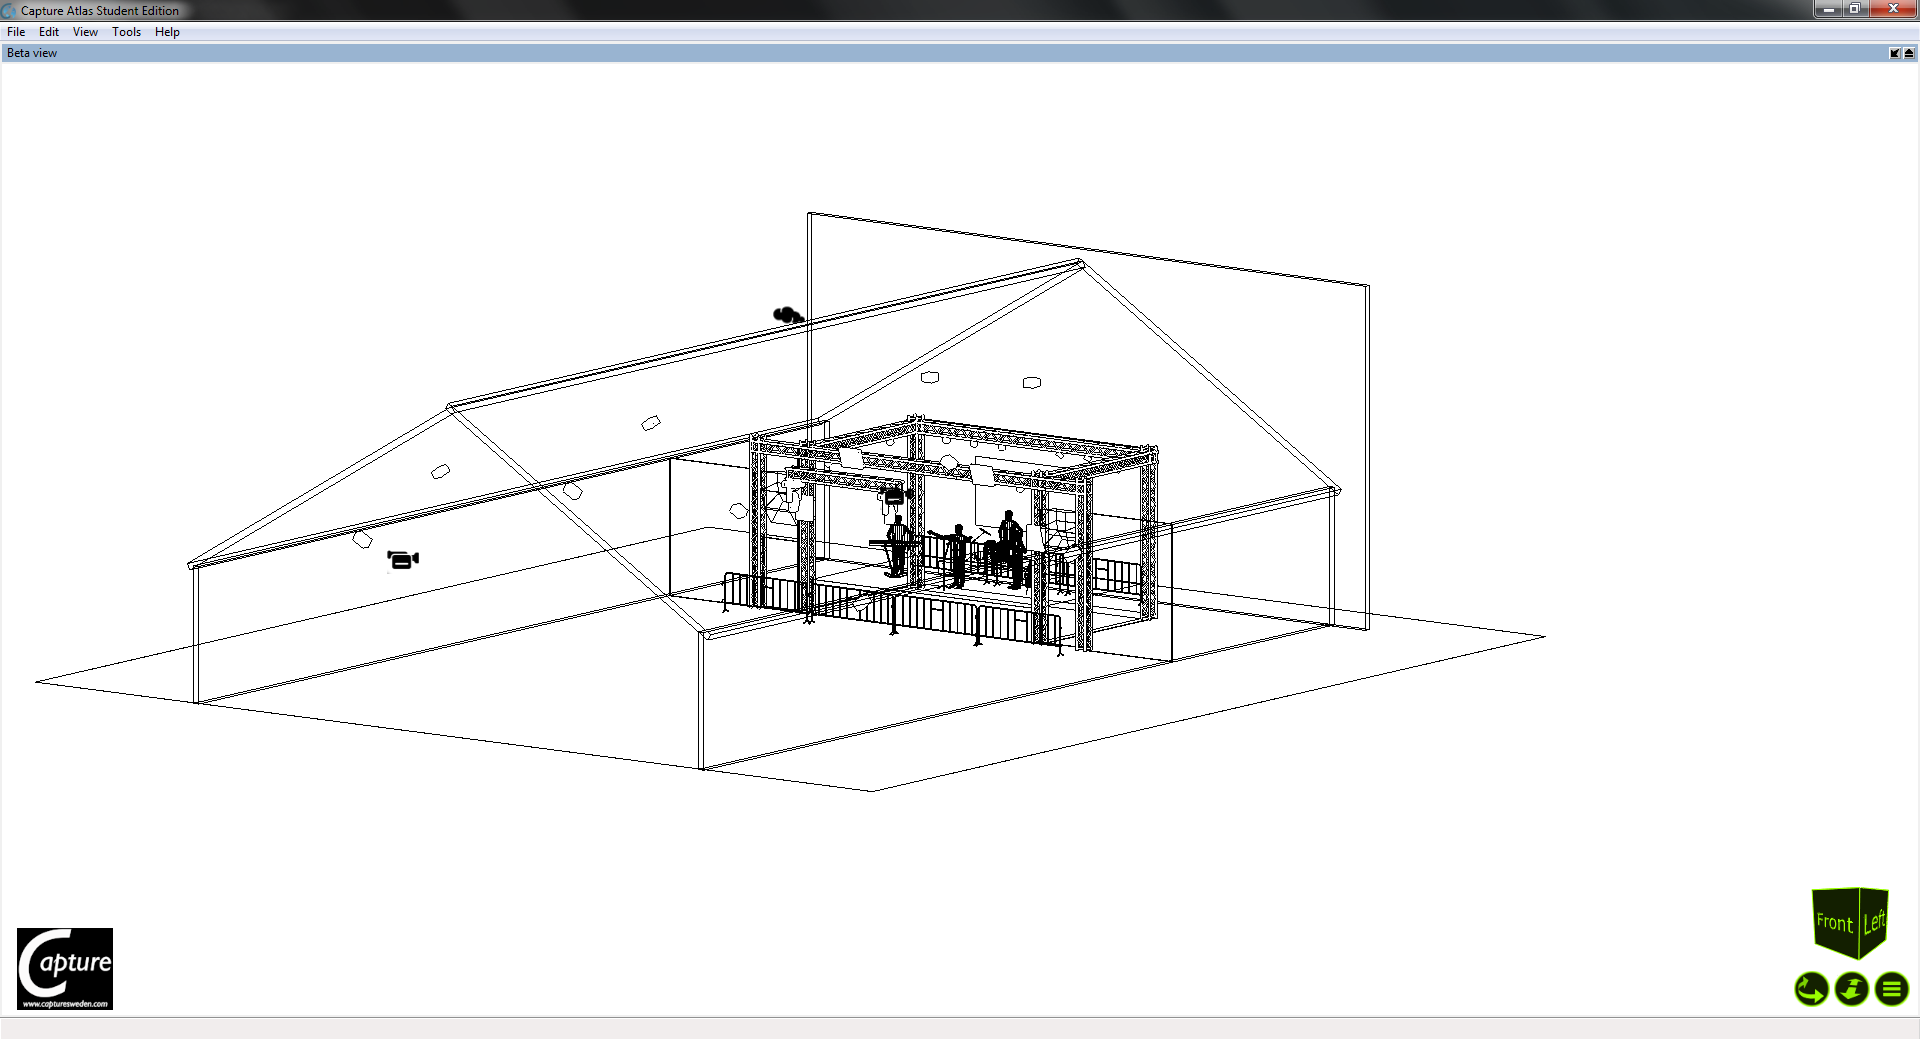 Capture Atlas Student Edition
File Edit View Tools Help
Beta view
Front Left
Capture
www.capturesweden.com